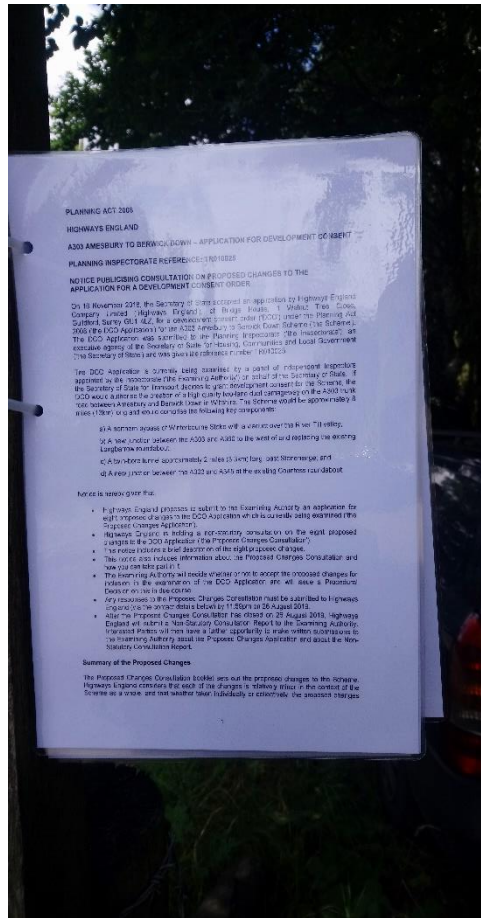 PLANNING ACT 2008
HIGHWAYS ENGLAND
A303 AMESBURY TO BERWICK DOWN – APPLICATION FOR DEVELOPMENT CONSENT
PLANNING INSPECTORATE REFERENCE: TR010025
NOTICE PUBLICISING CONSULTATION ON PROPOSED CHANGES TO THE
APPLICATION FOR A DEVELOPMENT CONSENT ORDER
On 16 November 2018, the Secretary of State accepted an application by Highways England
Company Limited (Highways England) of Bridge House, 1 Walnut Tree Close,
Guildford, Surrey GU1 4LZ, for a development consent order ('DCO') under the Planning Act
2008 (the DCO Application) for the A303 Amesbury to Berwick Down Scheme (the Scheme).
The DCO Application was submitted to the Planning Inspectorate ('the Inspectorate'), an
executive agency of the Secretary of State for Housing, Communities and Local Government
(the Secretary of State) and was given the reference number TR010025.
The DCO Application is currently being examined by a panel of independent inspectors
appointed by the Inspectorate ('the Examining Authority') on behalf of the Secretary of State. If
the Secretary of State for Transport decides to grant development consent for the Scheme, the
DCO would authorise the creation of a high quality two-lane dual carriageway on the A303 trunk
road between Amesbury and Berwick Down in Wiltshire. The Scheme would be approximately 8
miles (13km) long and would comprise the following key components:
a) A northern bypass of Winterbourne Stoke with a viaduct over the River Till valley;
b) A new junction between the A303 and A360 to the west of and replacing the existing
Longbarrow roundabout;
c) A twin-bore tunnel approximately 2 miles (3.3km) long, past Stonehenge; and
d) A new junction between the A303 and A345 at the existing Countess roundabout.
Notice is hereby given that:
• Highways England proposes to submit to the Examining Authority an application for
eight proposed changes to the DCO Application which is currently being examined ('the
Proposed Changes Application').
• Highways England is holding a non-statutory consultation on the eight proposed
changes to the DCO Application ('the Proposed Changes Consultation').
• This notice includes a brief description of the eight proposed changes.
• This notice also includes information about the Proposed Changes Consultation and
how you can take part in it.
• The Examining Authority will decide whether or not to accept the proposed changes for
inclusion in the examination of the DCO Application and will issue a Procedural
Decision on this in due course.
• Any responses to the Proposed Changes Consultation must be submitted to Highways
England (via the contact details below) by 11:59pm on 26 August 2019.
• After the Proposed Changes Consultation has closed on 26 August 2019, Highways
England will submit a Non-Statutory Consultation Report to the Examining Authority.
Interested Parties will then have a further opportunity to make written submissions to
the Examining Authority about the Proposed Changes Application and about the Non-
Statutory Consultation Report.
Summary of the Proposed Changes
The Proposed Changes Consultation booklet sets out the proposed changes to the Scheme.
Highways England considers that each of the changes is relatively minor in the context of the
Scheme as a whole, and that whether taken individually or collectively, the proposed changes